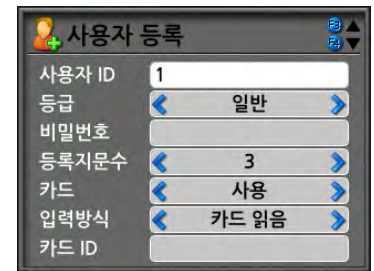 사용자 등록 F3
F4
사용자 ID 1
등급 일반
비밀번호
등록지문수 3
카드 사용
입력방식 카드 읽음
카드 ID